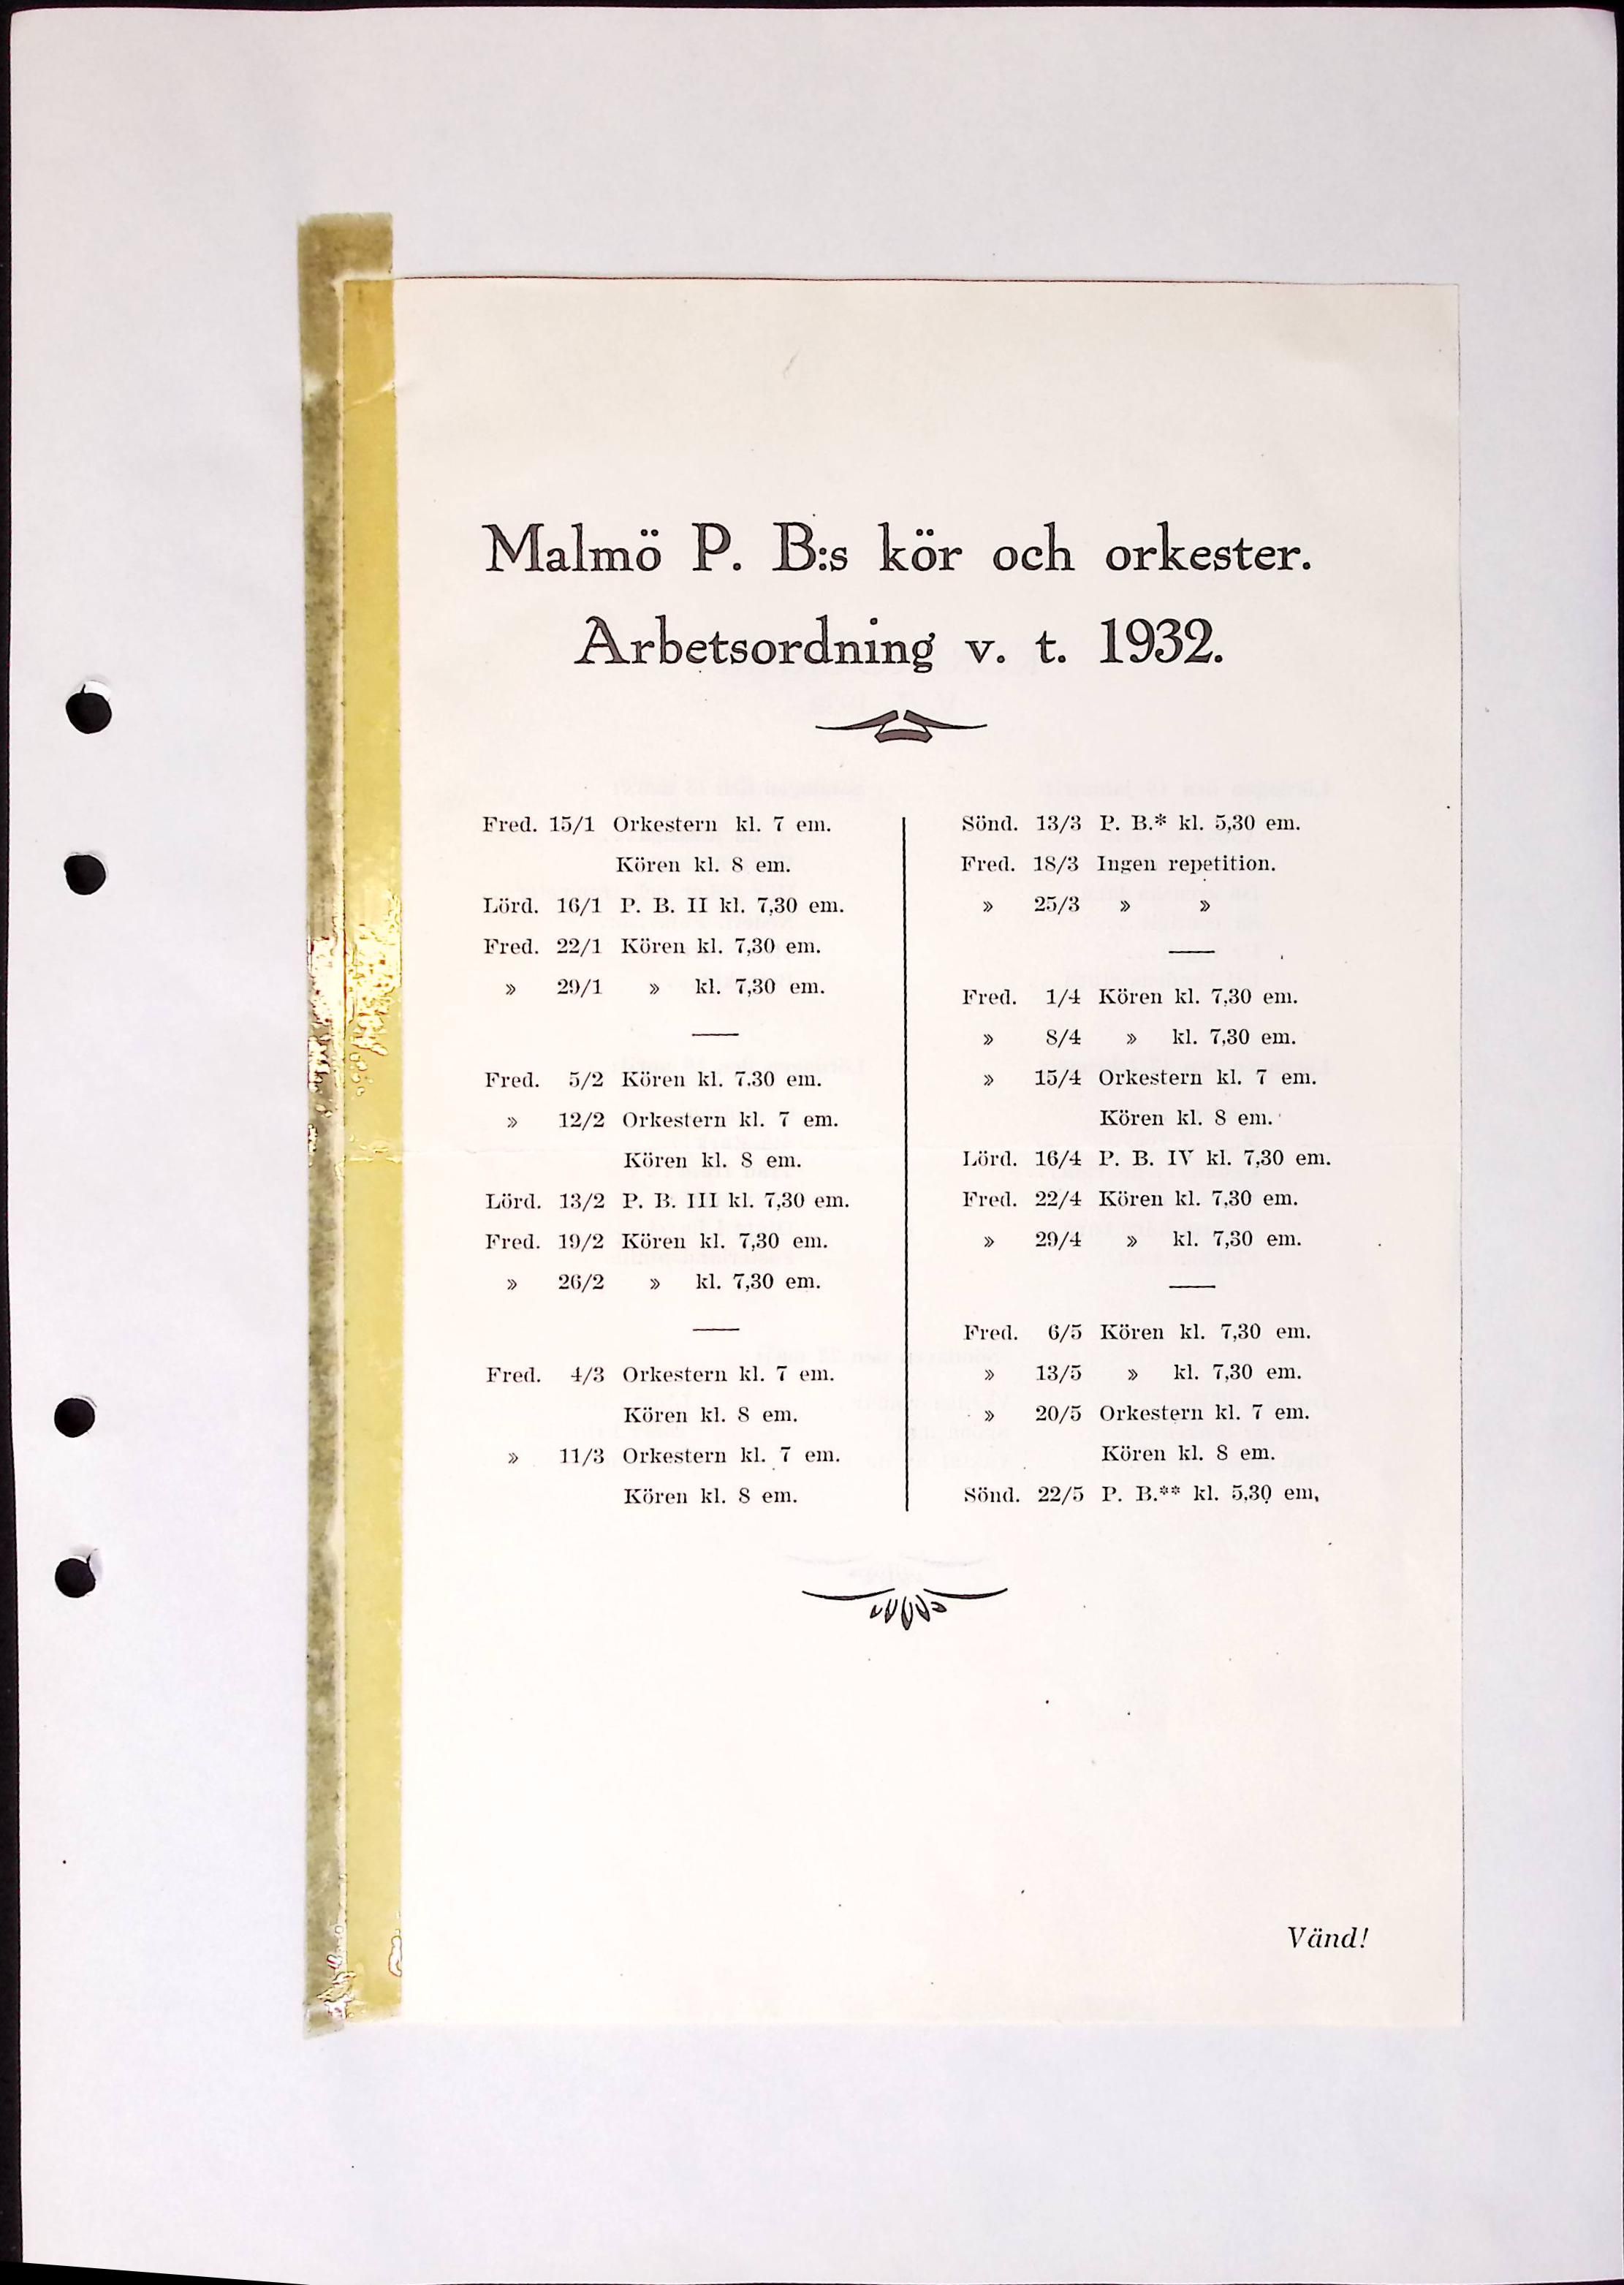 Malmö P. B:s kör och orkester.
Arbetsordning v. t. 1932.
Fred. 15/1 Orkestern kl. 7 em.
Kören kl. 8 em.
Lörd. 16/1 P. B. II kl. 7,30 em.
Fred. 22/1 Kören kl. 7,30 em.
» 29/1 » kl. 7,30 em.
Fred. 5/2 Kören kl. 7.30 em.
» 12/2 Orkestern kl. 7 em.
Kören kl. 8 em.
Lörd. 13/2 P. B. III kl. 7,30 em.
Fred. 19/2 Kören kl. 7,30 em.
» 26/2 » kl. 7,30 em.
Fred. 4/3 Orkestern kl. 7 em.
Kören kl. 8 em.
» 11/3 Orkestern kl. 7 em.
Kören kl. 8 em.
Sönd. 13/3 P. B.* kl. 5,30 em.
Fred. 18/3 Ingen repetition.
» 25/3 » »
Fred. 1/4 Kören kl. 7,30 em.
» 8/4 » kl. 7,30 em.
» 15/4 Orkestern kl. 7 em.
Kören kl. 8 em.
Lörd. 16/4 P. B. IV kl. 7,30 em.
Fred. 22/4 Kören kl. 7,30 em.
» 29/4 » kl. 7,30 em.
Fred. 6/5 Kören kl. 7,30 em.
» 13/5 » kl. 7,30 em.
» 20/5 Orkestern kl. 7 em.
Kören kl. 8 em.
Sönd. 22/5 P. B.** kl. 5,30 em,
Vänd!